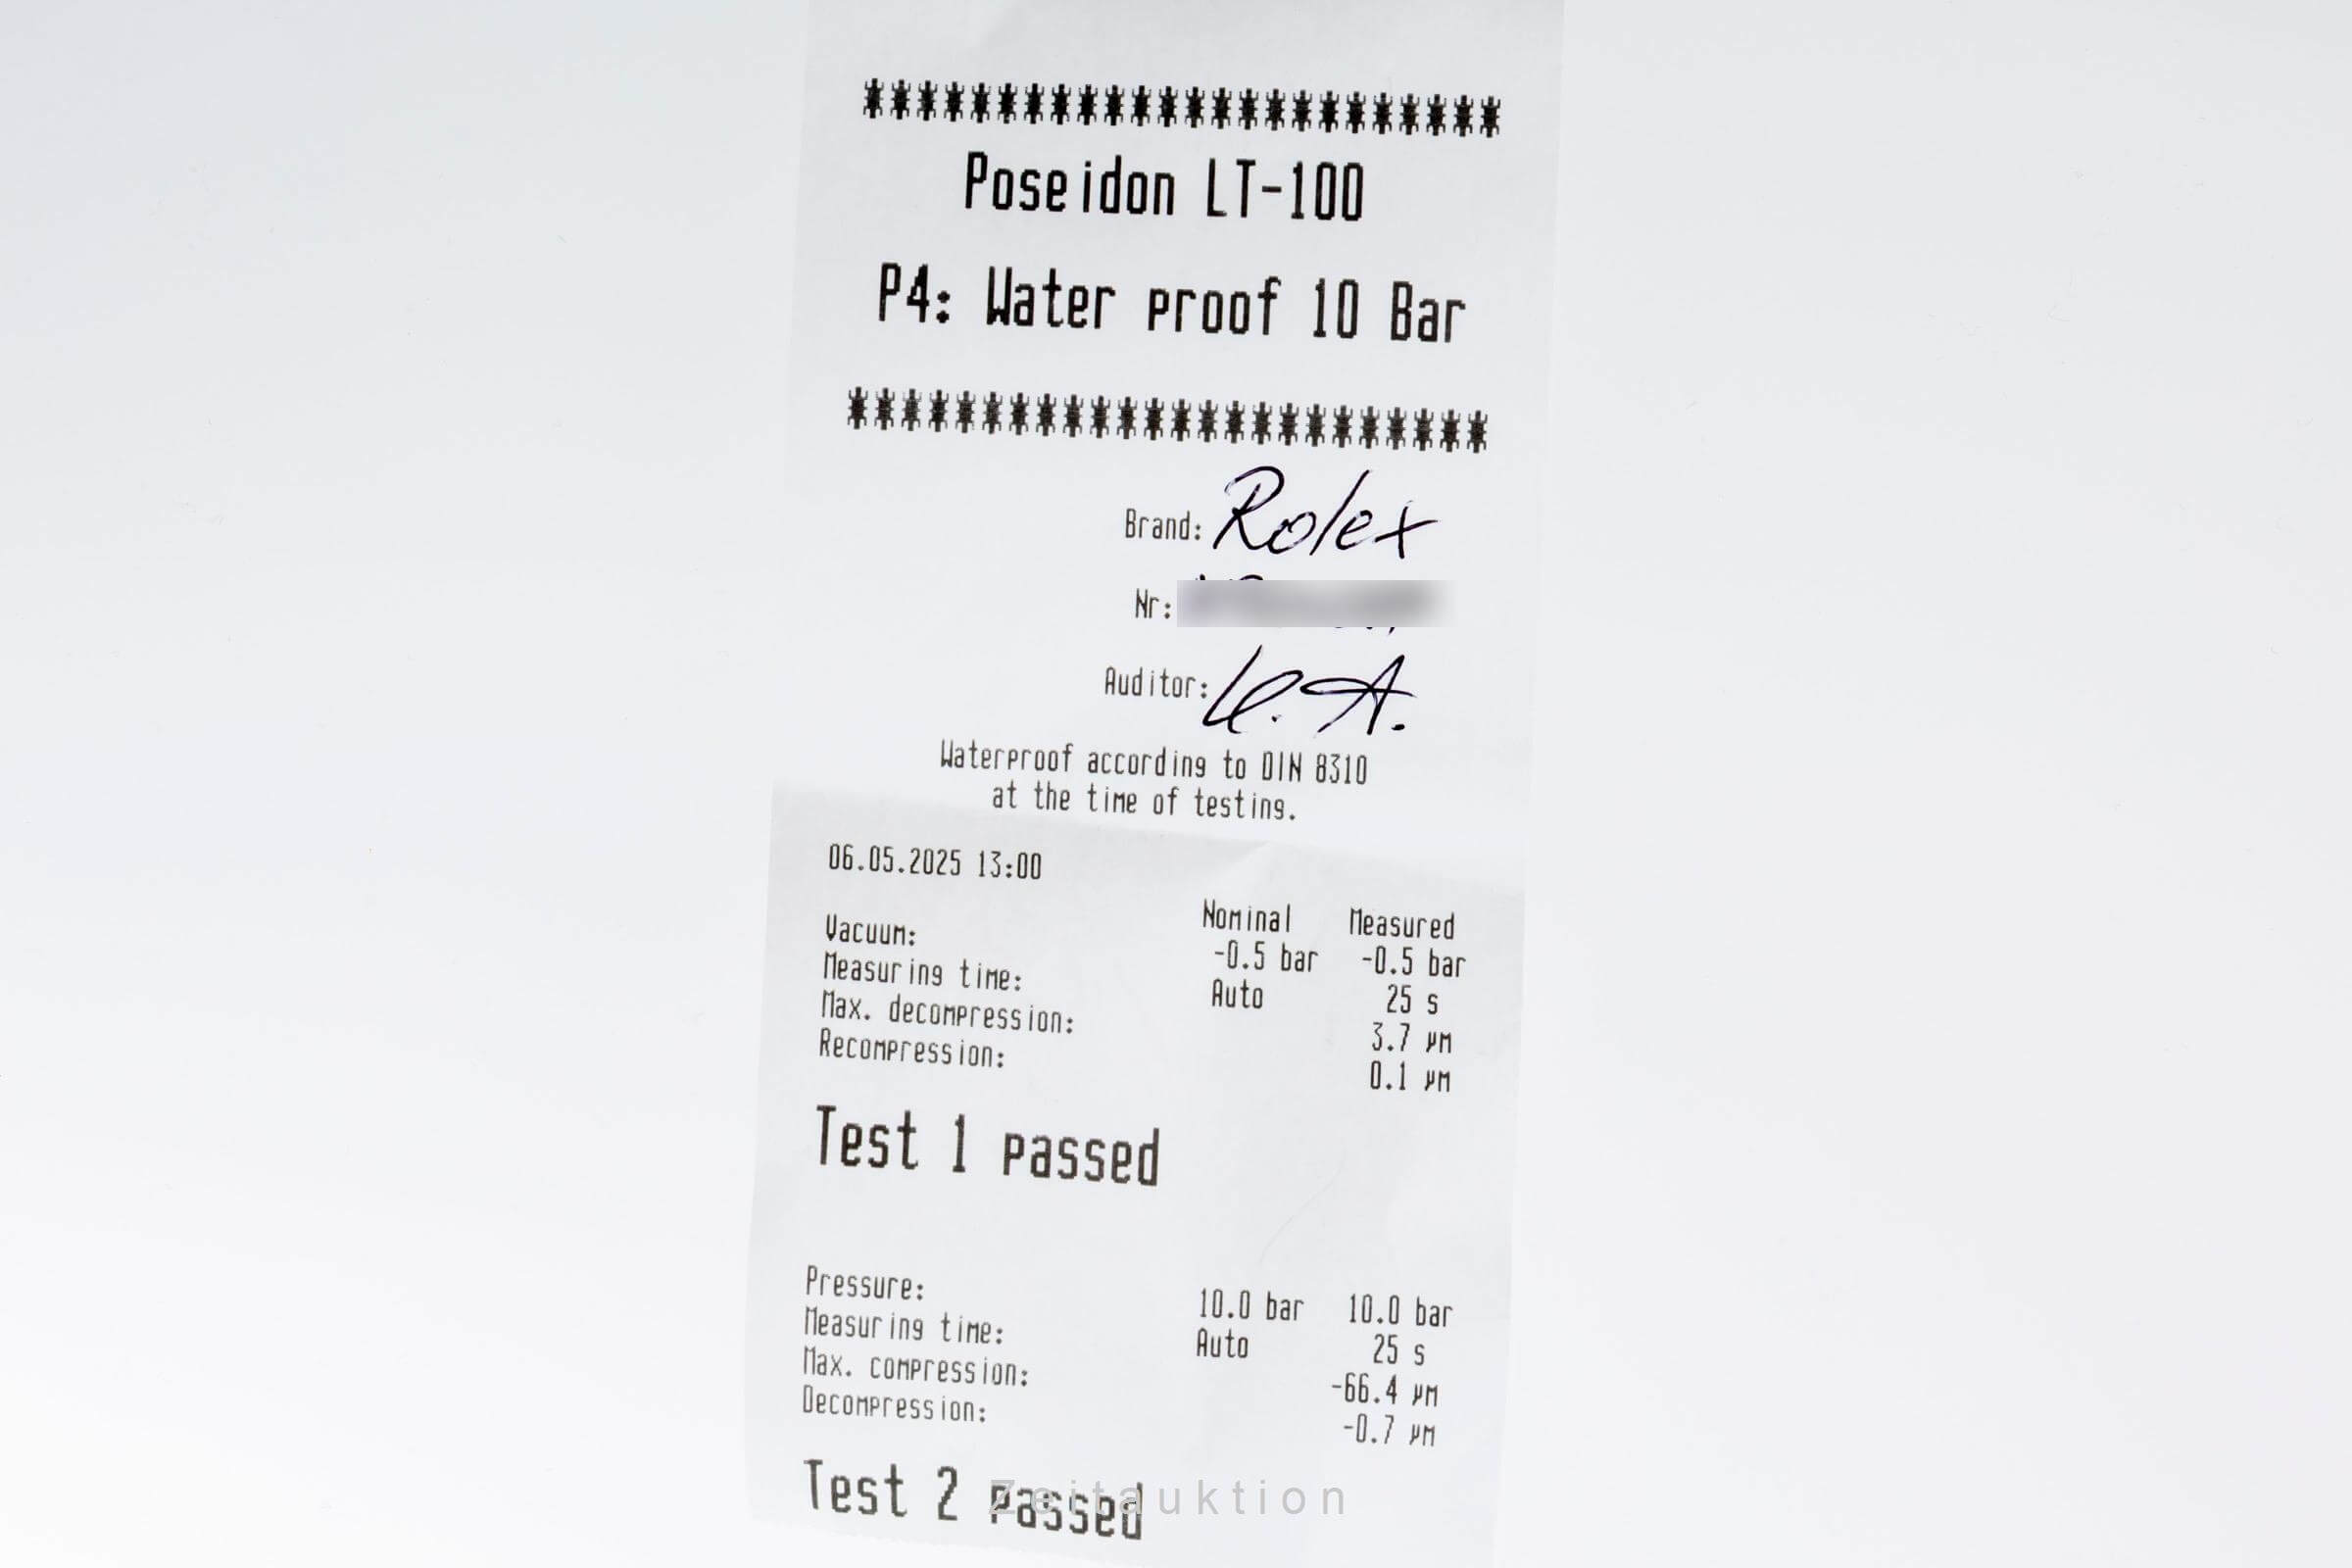 ************************
Poseidon LT-100
P4: Water proof 10 Bar
************************
Brand: Rolex
Nr:
Auditor: A.
Waterproof according to DIN 8310
at the time of testing.
06.05.2025 13:00
Nominal Measured
Vacuum: -0.5 bar -0.5 bar
Measuring time: Auto 25 s
Max. decompression: 3.7 µm
Recompression: 0.1 µm
Test 1 passed
Pressure: 10.0 bar 10.0 bar
Measuring time: Auto 25 s
Max. compression: -66.4 µm
Decompression: -0.7 µm
Test 2 passed
Zeitauktion